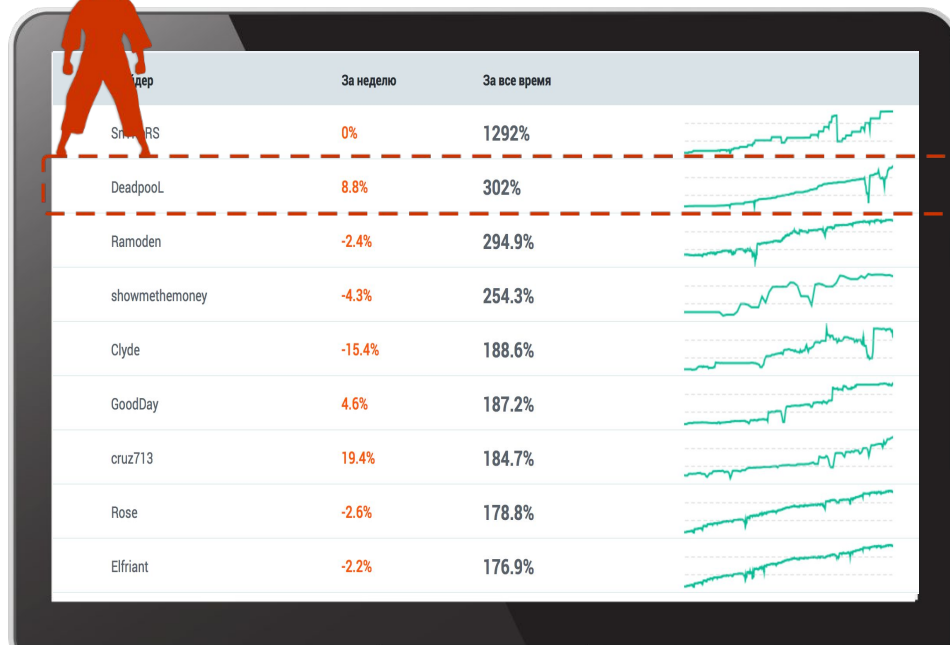 За неделю За все время
0% 1292%
DeadpooL 8.8% 302%
Ramoden -2.4% 294.9%
showmethemoney -4.3% 254.3%
Clyde -15.4% 188.6%
GoodDay 4.6% 187.2%
cruz713 19.4% 184.7%
Rose -2.6% 178.8%
Elfriant -2.2% 176.9%